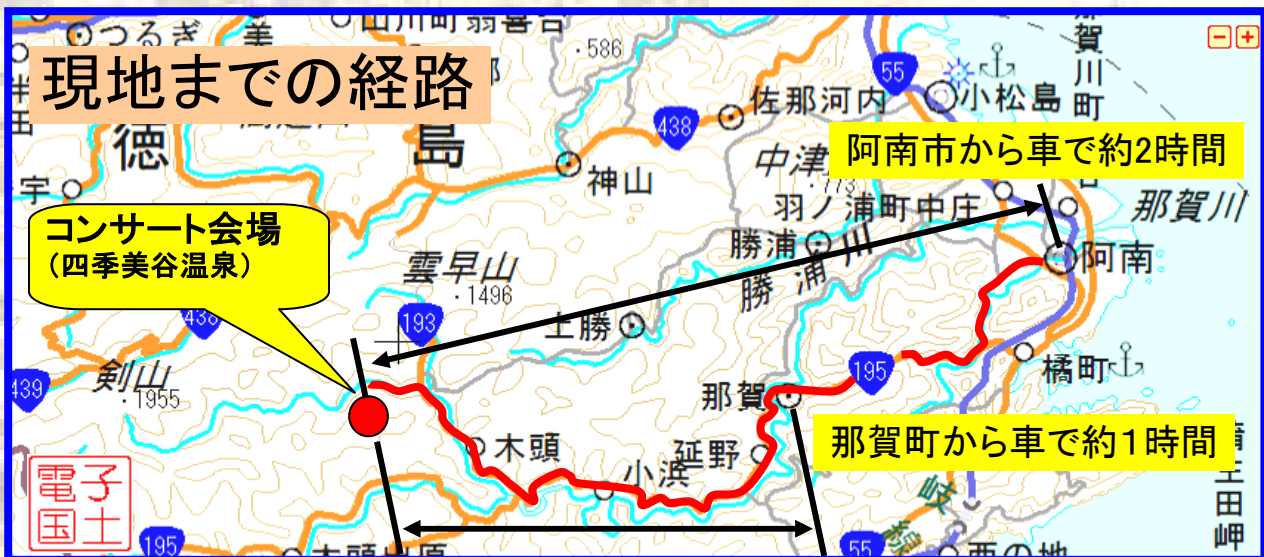 現地までの経路
つるぎ
山川町
・586
55
小松島
那賀川町
佐那河内
438
徳
島
神山
中津
阿南市から車で約2時間
羽ノ浦町中庄
那賀川
宇
コンサート会場
(四季美谷温泉)
雲早山
・1496
勝浦
勝浦川
阿南
438
193
上勝
439
剣山
・1955
195
橘町
那賀
那賀町から車で約1時間
木頭
延野
小浜
電子
国土
195
55